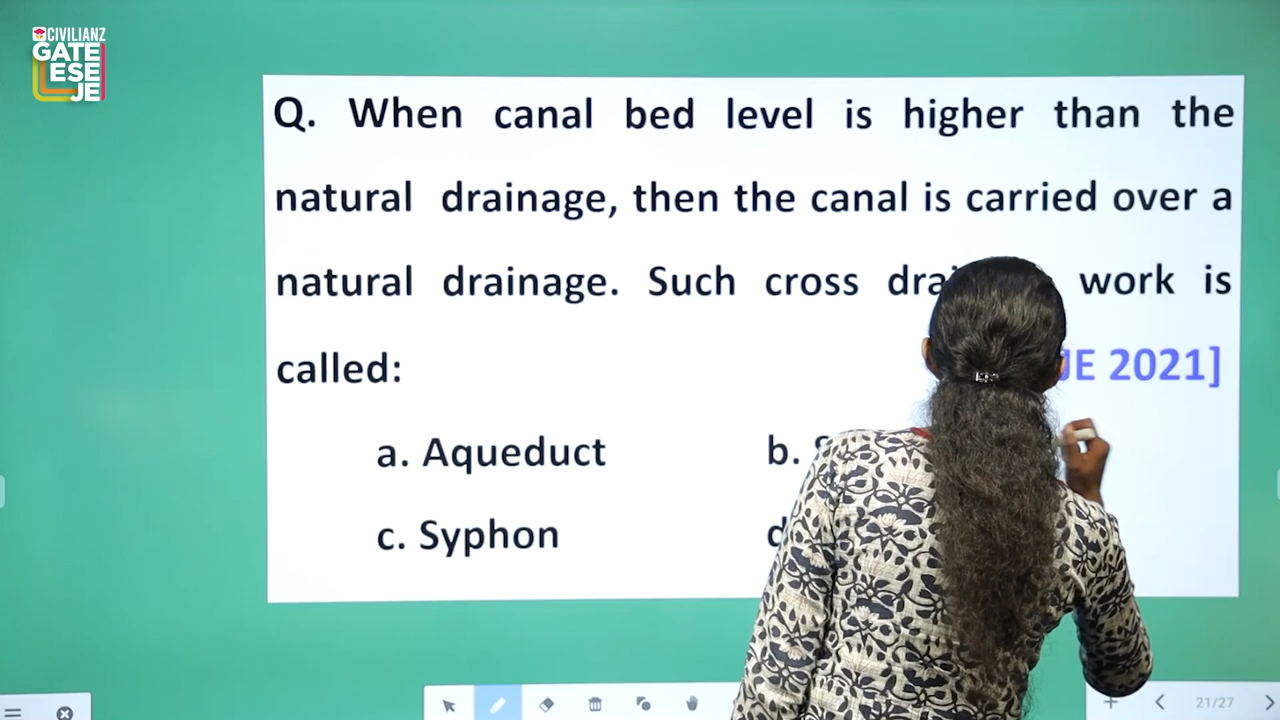 CIVILIANZ
GATE
ESE
JE
Q. When canal bed level is higher than the
natural drainage, then the canal is carried over a
natural drainage. Such cross work is
called: JE 2021]
a. Aqueduct b.
c. Syphon
21/27